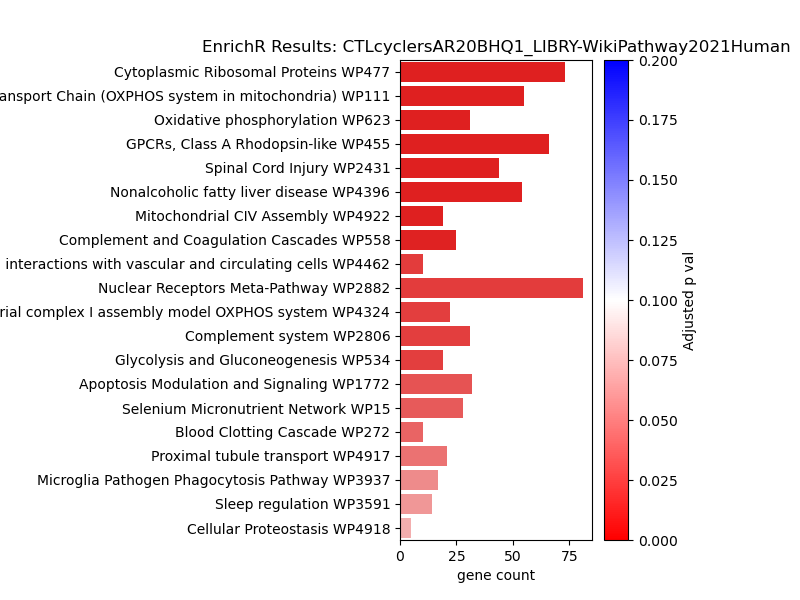 EnrichR Results: CTLcyclersAR20BHQ1_LIBRY-WikiPathway2021Human
Cytoplasmic Ribosomal Proteins WP477
ansport Chain (OXPHOS system in mitochondria) WP111
Oxidative phosphorylation WP623
GPCRs, Class A Rhodopsin-like WP455
Spinal Cord Injury WP2431
Nonalcoholic fatty liver disease WP4396
Mitochondrial CIV Assembly WP4922
Complement and Coagulation Cascades WP558
interactions with vascular and circulating cells WP4462
Nuclear Receptors Meta-Pathway WP2882
rial complex I assembly model OXPHOS system WP4324
Complement system WP2806
Glycolysis and Gluconeogenesis WP534
Apoptosis Modulation and Signaling WP1772
Selenium Micronutrient Network WP15
Blood Clotting Cascade WP272
Proximal tubule transport WP4917
Microglia Pathogen Phagocytosis Pathway WP3937
Sleep regulation WP3591
Cellular Proteostasis WP4918
0 25 50 75
gene count
0.200
0.175
0.150
0.125
0.100
0.075
0.050
0.025
0.000
Adjusted p val